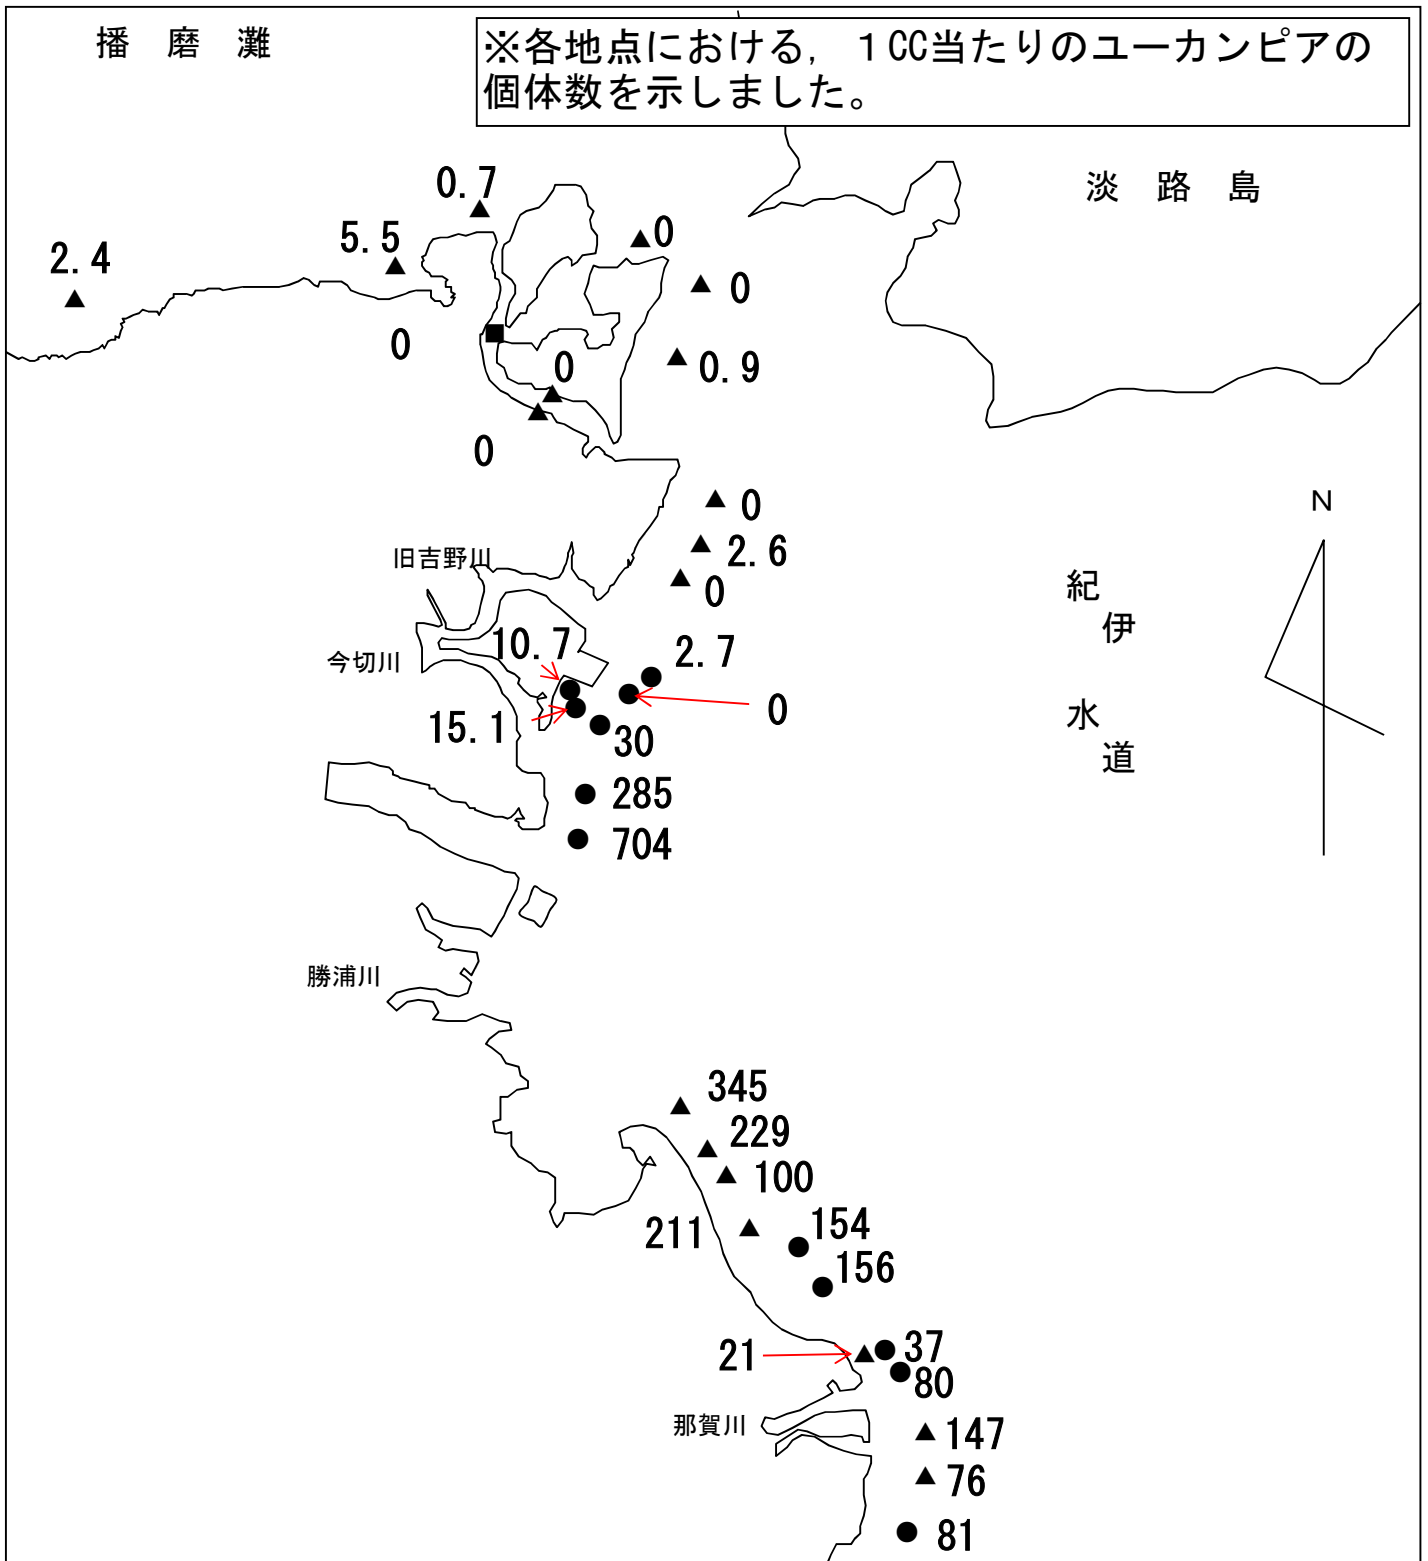 播 磨 灘
※各地点における, 1CC当たりのユーカンピアの
個体数を示しました。
淡 路 島
0.7
5.5
2.4
0
0
0
0.9
0
0
0
0
2.6
0
N
旧吉野川
今切川
紀
伊
水
道
10.7
2.7
0
15.1
30
285
704
勝浦川
345
229
100
211
154
156
21
37
80
那賀川
147
76
81